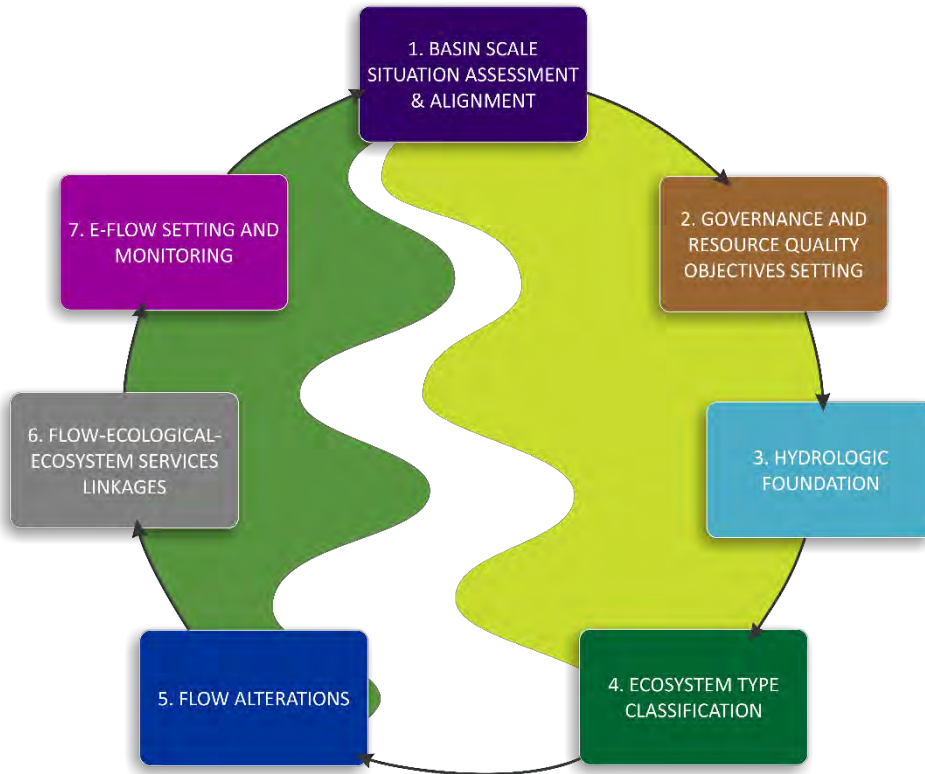 1. BASIN SCALE
SITUATION ASSESSMENT
& ALIGNMENT
2. GOVERNANCE AND
RESOURCE QUALITY
OBJECTIVES SETTING
3. HYDROLOGIC
FOUNDATION
4. ECOSYSTEM TYPE
CLASSIFICATION
5. FLOW ALTERATIONS
6. FLOW-ECOLOGICAL-
ECOSYSTEM SERVICES
LINKAGES
7. E-FLOW SETTING AND
MONITORING